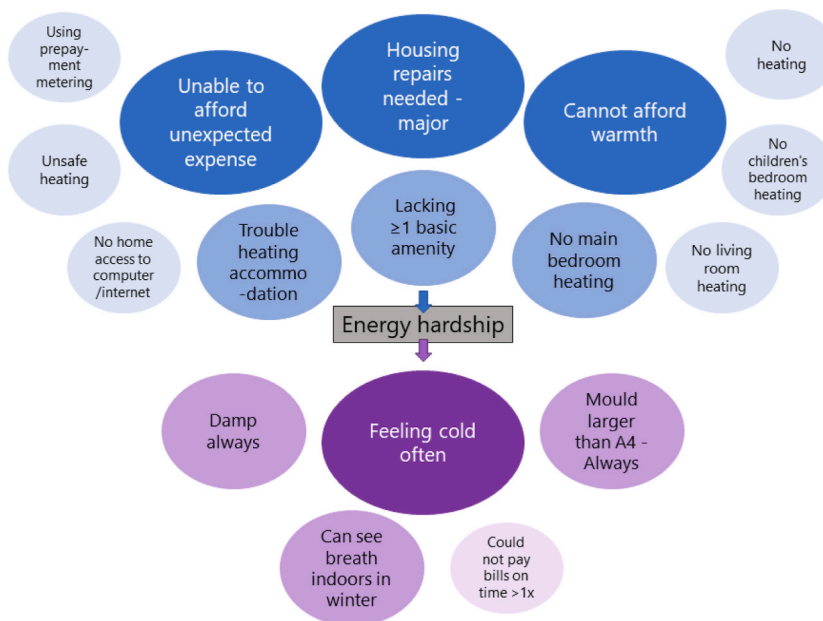 Using
prepay-
ment
metering
Unable to
afford
unexpected
expense
Housing
repairs
needed -
major
Cannot afford
warmth
No
heating
Unsafe
heating
No
children's
bedroom
heating
No home
access to
computer
/internet
Trouble
heating
accommo
-dation
Lacking
≥1 basic
amenity
No main
bedroom
heating
No living
room
heating
Energy hardship
Damp
always
Feeling cold
often
Mould
larger
than A4 -
Always
Can see
breath
indoors in
winter
Could
not pay
bills on
time >1x